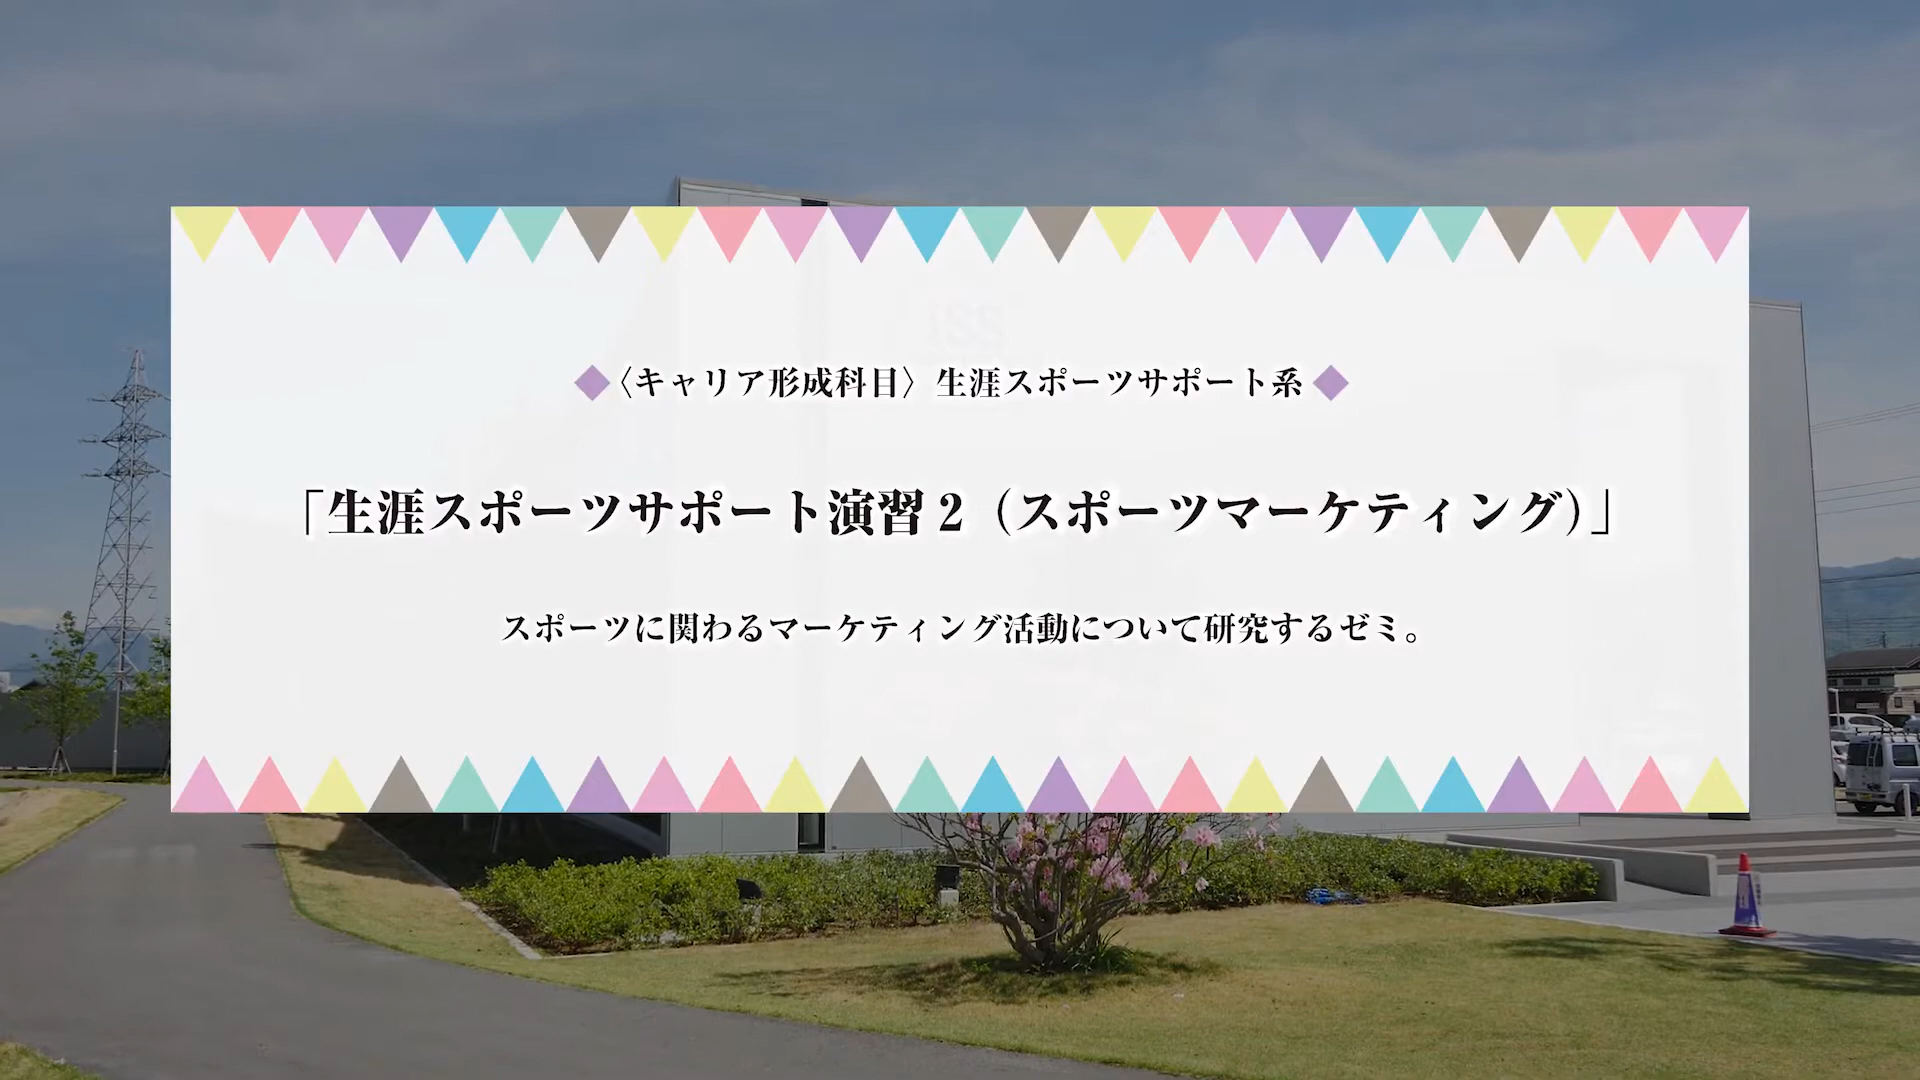 ◆〈キャリア形成科目〉生涯スポーツサポート系◆
「生涯スポーツサポート演習2（スポーツマーケティング）」
スポーツに関わるマーケティング活動について研究するゼミ。